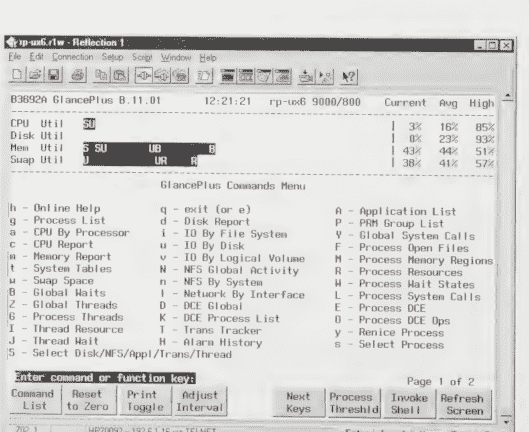 rp-ux6.r1w - Reflection 1
File Edit Connection Setup Script Window Help
B3692A GlancePlus B.11.01 12:21:21 rp-ux6 9000/800 Current Avg High
CPU Util SU | 3% 16% 85%
Disk Util | 0% 23% 93%
Mem Util S SU UB B | 43% 44% 51%
Swap Util U UR R | 38% 41% 57%
GlancePlus Commands Menu
h - Online Help q - exit (or e) A - Application List
g - Process List d - Disk Report P - PRM Group List
a - CPU By Processor i - IO By File System Y - Global System Calls
c - CPU Report u - IO By Disk F - Process Open Files
m - Memory Report v - IO By Logical Volume M - Process Memory Regions
t - System Tables N - NFS Global Activity R - Process Resources
w - Swap Space n - NFS By System W - Process Wait States
B - Global Waits l - Network By Interface L - Process System Calls
Z - Global Threads D - DCE Global E - Process DCE
G - Process Threads K - DCE Process List O - Process DCE Ops
I - Thread Resource T - Trans Tracker y - Renice Process
J - Thread Wait H - Alarm History s - Select Process
S - Select Disk/NFS/Appl/Trans/Thread
Enter command or function key: Page 1 of 2
Command List Reset to Zero Print Toggle Adjust Interval Next Keys Process Threshld Invoke Shell Refresh Screen